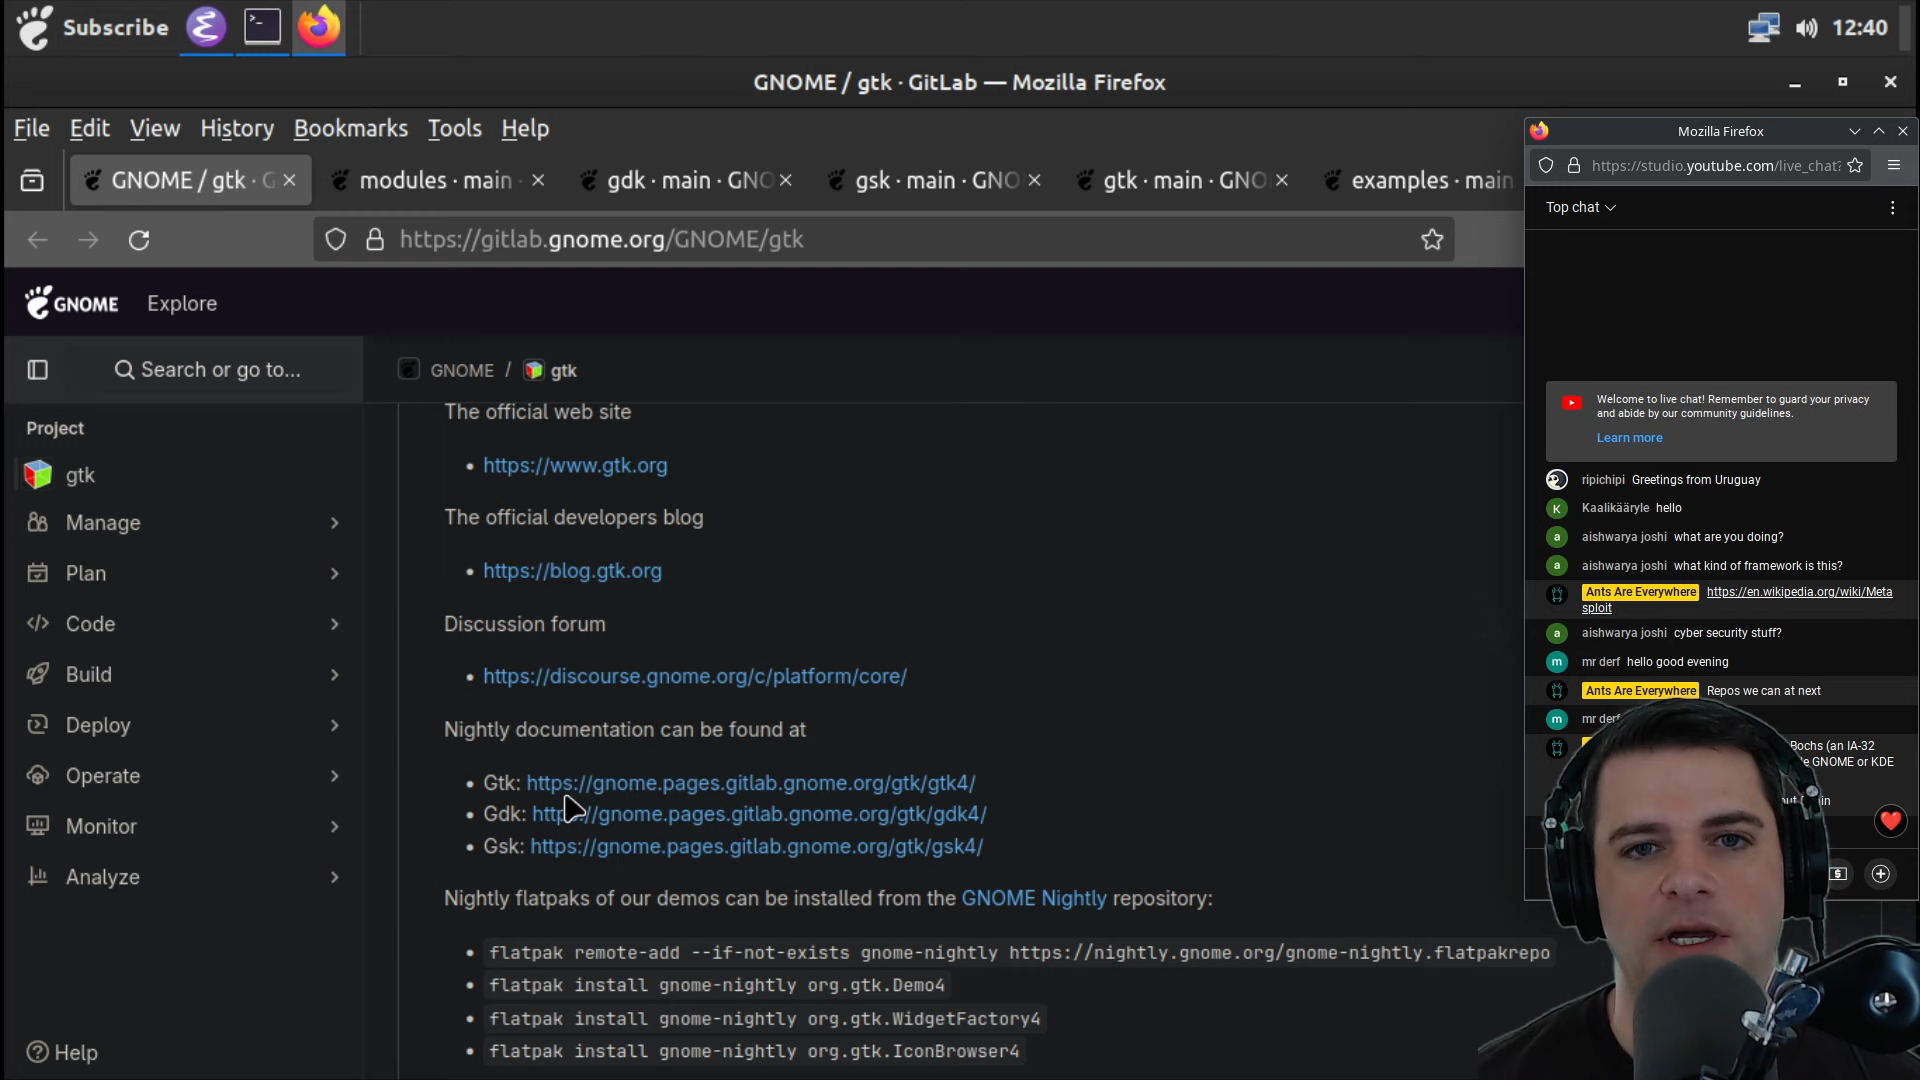 Subscribe
12:40
GNOME / gtk · GitLab — Mozilla Firefox
File Edit View History Bookmarks Tools Help
GNOME / gtk · G
modules · main
gdk · main · GNO
gsk · main · GNO
gtk · main · GNO
examples · main
https://gitlab.gnome.org/GNOME/gtk
GNOME Explore
Search or go to...
GNOME / gtk
Project
gtk
Manage
Plan
Code
Build
Deploy
Operate
Monitor
Analyze
Help
The official web site
• https://www.gtk.org
The official developers blog
• https://blog.gtk.org
Discussion forum
• https://discourse.gnome.org/c/platform/core/
Nightly documentation can be found at
• Gtk: https://gnome.pages.gitlab.gnome.org/gtk/gtk4/
• Gdk: https://gnome.pages.gitlab.gnome.org/gtk/gdk4/
• Gsk: https://gnome.pages.gitlab.gnome.org/gtk/gsk4/
Nightly flatpaks of our demos can be installed from the GNOME Nightly repository:
• flatpak remote-add --if-not-exists gnome-nightly https://nightly.gnome.org/gnome-nightly.flatpakrepo
• flatpak install gnome-nightly org.gtk.Demo4
• flatpak install gnome-nightly org.gtk.WidgetFactory4
• flatpak install gnome-nightly org.gtk.IconBrowser4
Mozilla Firefox
https://studio.youtube.com/live_chat?
Top chat
Welcome to live chat! Remember to guard your privacy
and abide by our community guidelines.
Learn more
ripichipi Greetings from Uruguay
K Kaalikääryle hello
a aishwarya joshi what are you doing?
a aishwarya joshi what kind of framework is this?
Ants Are Everywhere https://en.wikipedia.org/wiki/Meta
sploit
a aishwarya joshi cyber security stuff?
m mr derf hello good evening
Ants Are Everywhere Repos we can at next
m mr derf
Bochs (an IA-32
GNOME or KDE